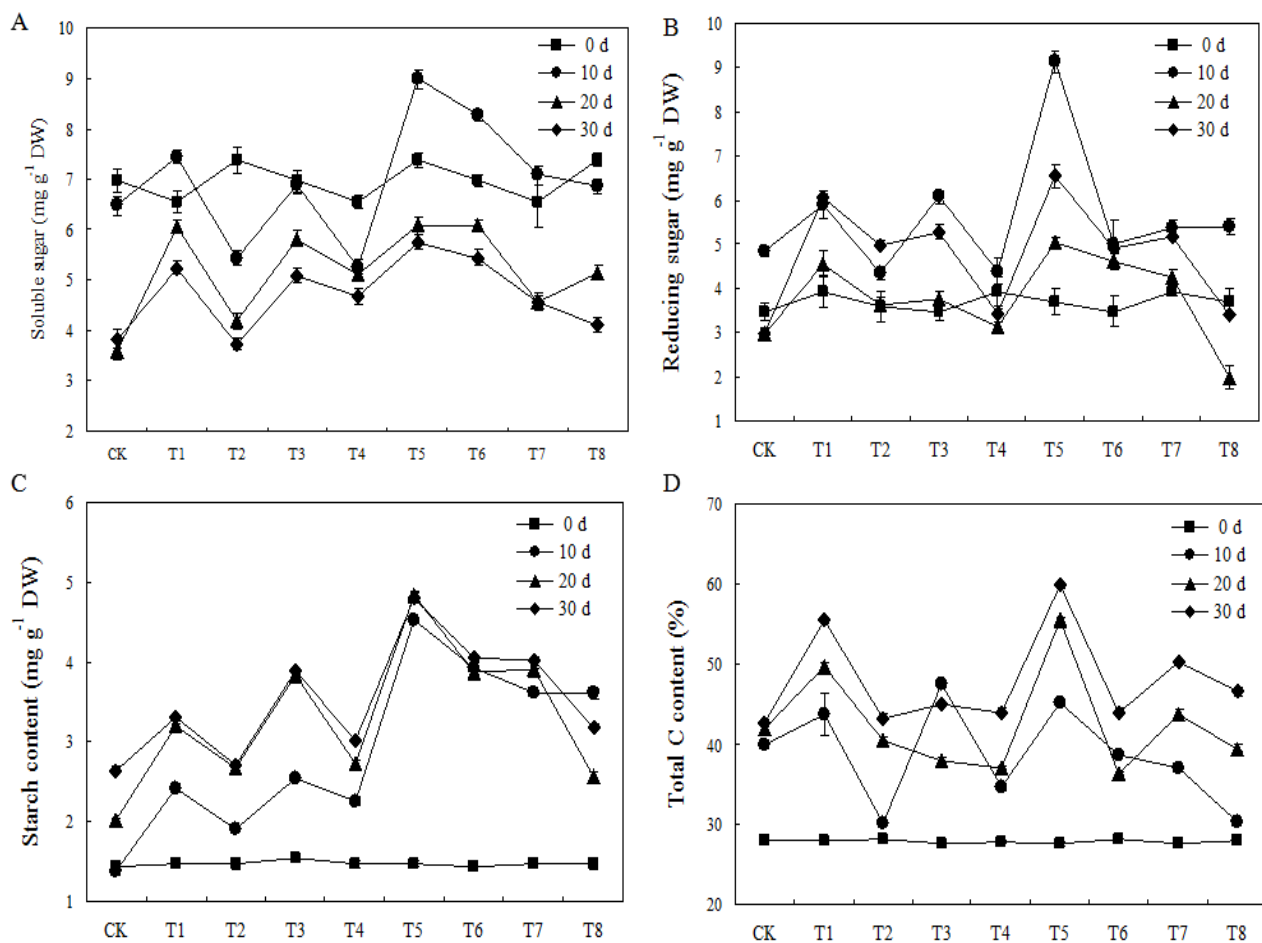 A
Soluble sugar (mg g-1 DW)
10
9
8
7
6
5
4
3
2
0 d
10 d
20 d
30 d
CK T1 T2 T3 T4 T5 T6 T7 T8
B
Reducing sugar (mg g-1 DW)
10
9
8
7
6
5
4
3
2
1
0 d
10 d
20 d
30 d
CK T1 T2 T3 T4 T5 T6 T7 T8
C
Starch content (mg g-1 DW)
6
5
4
3
2
1
0 d
10 d
20 d
30 d
CK T1 T2 T3 T4 T5 T6 T7 T8
D
Total C content (%)
70
60
50
40
30
20
0 d
10 d
20 d
30 d
CK T1 T2 T3 T4 T5 T6 T7 T8